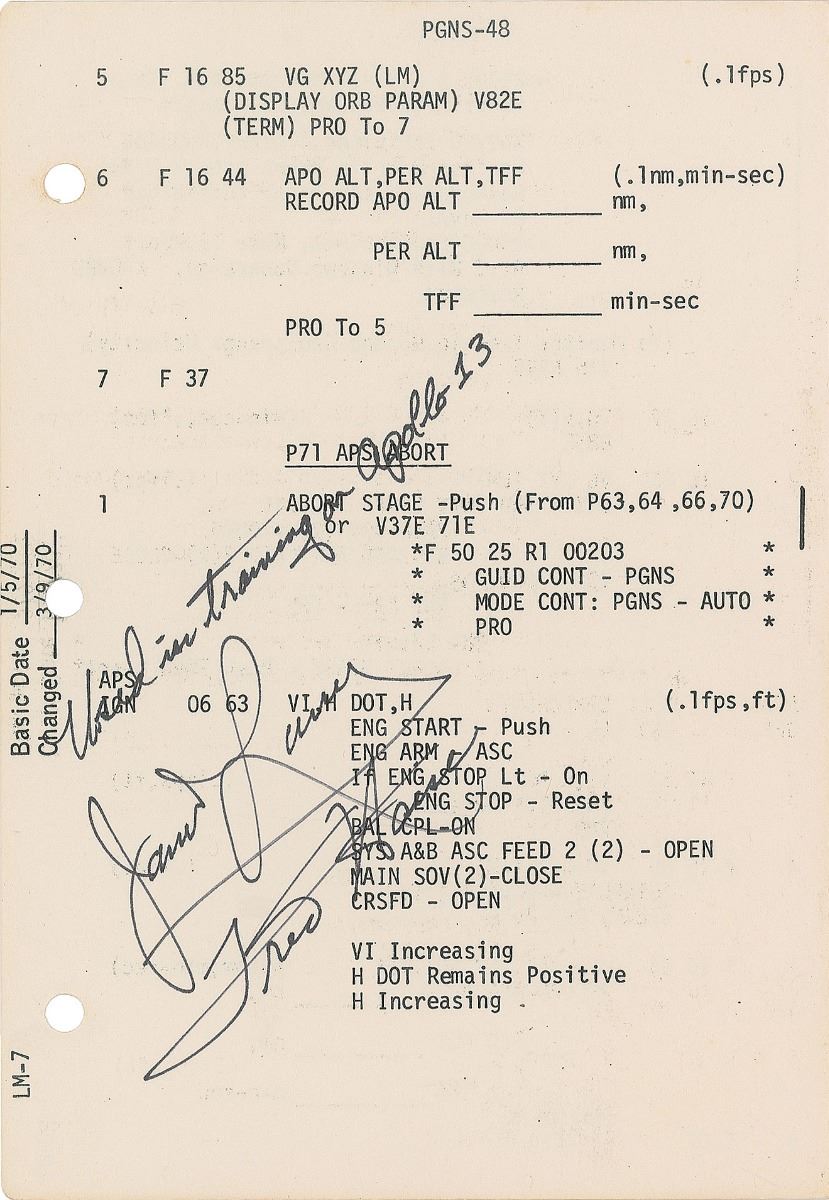 PGNS-48
5 F 16 85 VG XYZ (LM) (.1fps)
(DISPLAY ORB PARAM) V82E
(TERM) PRO To 7
6 F 16 44 APO ALT,PER ALT,TFF (.1nm,min-sec)
RECORD APO ALT __________ nm,
PER ALT __________ nm,
TFF __________ min-sec
PRO To 5
7 F 37
P71 APS ABORT
1 ABORT STAGE -Push (From P63,64 ,66,70)
or V37E 71E
*F 50 25 R1 00203 *
* GUID CONT - PGNS *
* MODE CONT: PGNS - AUTO *
* PRO *
APS
IGN 06 63 VI,H DOT,H (.1fps,ft)
ENG START - Push
ENG ARM - ASC
If ENG STOP Lt - On
ENG STOP - Reset
BAL CPL-ON
SYS A&B ASC FEED 2 (2) - OPEN
MAIN SOV(2)-CLOSE
CRSFD - OPEN
VI Increasing
H DOT Remains Positive
H Increasing
Used in training on Apollo 13
James Lovell
Fred Haise
Basic Date 1/5/70
Changed 3/9/70
LM-7